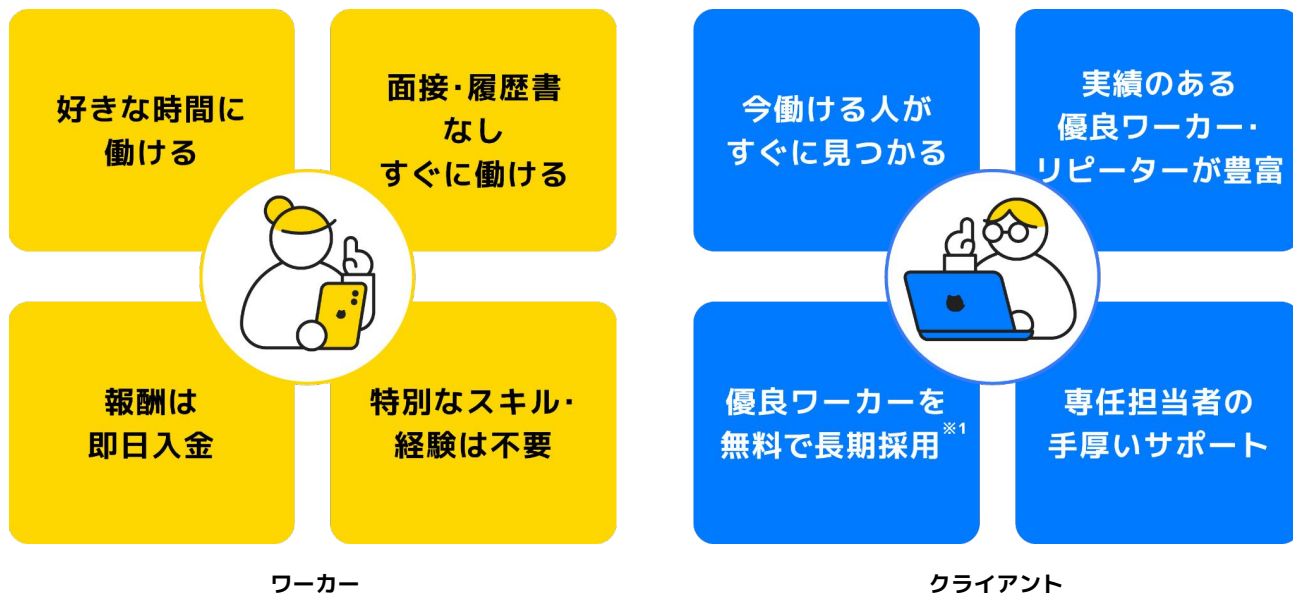 好きな時間に
働ける
面接・履歴書
なし
すぐに働ける
報酬は
即日入金
特別なスキル・
経験は不要
ワーカー
今働ける人が
すぐに見つかる
実績のある
優良ワーカー・
リピーターが豊富
優良ワーカーを
無料で長期採用※1
専任担当者の
手厚いサポート
クライアント